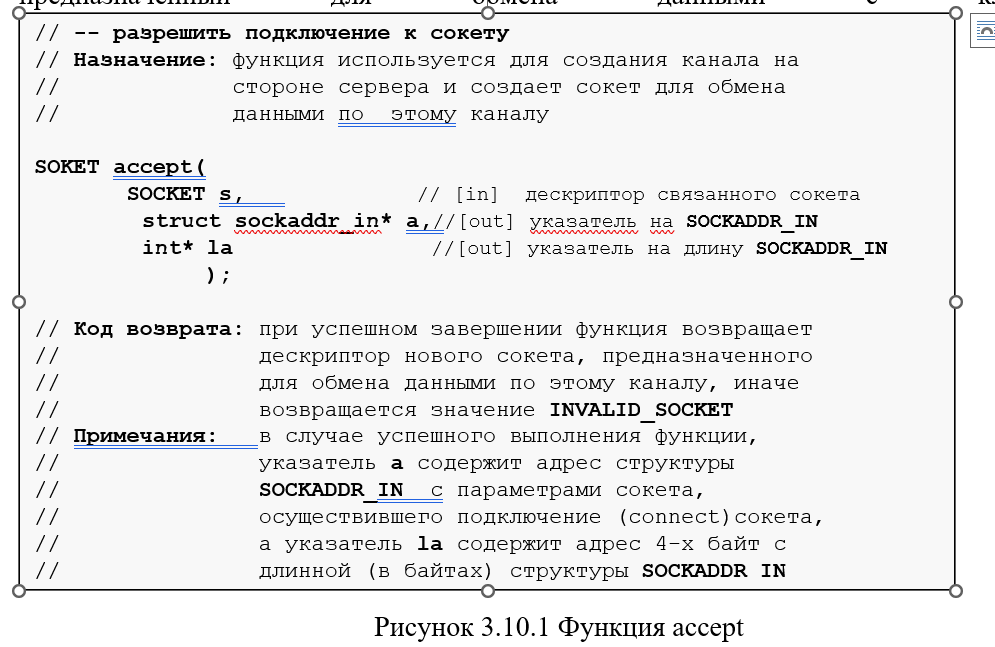 предназначенный для обмена данными с
// -- разрешить подключение к сокету
// Назначение: функция используется для создания канала на
// стороне сервера и создает сокет для обмена
// данными по этому каналу
SOKET accept(
SOCKET s, // [in] дескриптор связанного сокета
struct sockaddr_in* a,//[out] указатель на SOCKADDR_IN
int* la //[out] указатель на длину SOCKADDR_IN
);
// Код возврата: при успешном завершении функция возвращает
// дескриптор нового сокета, предназначенного
// для обмена данными по этому каналу, иначе
// возвращается значение INVALID_SOCKET
// Примечания: в случае успешного выполнения функции,
// указатель a содержит адрес структуры
// SOCKADDR_IN с параметрами сокета,
// осуществившего подключение (connect)сокета,
// а указатель la содержит адрес 4-х байт с
// длинной (в байтах) структуры SOCKADDR IN
Рисунок 3.10.1 Функция accept